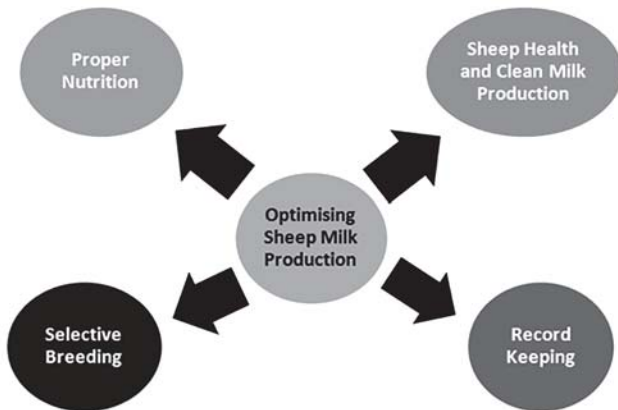 Proper
Nutrition
Sheep Health
and Clean Milk
Production
Optimising
Sheep Milk
Production
Selective
Breeding
Record
Keeping